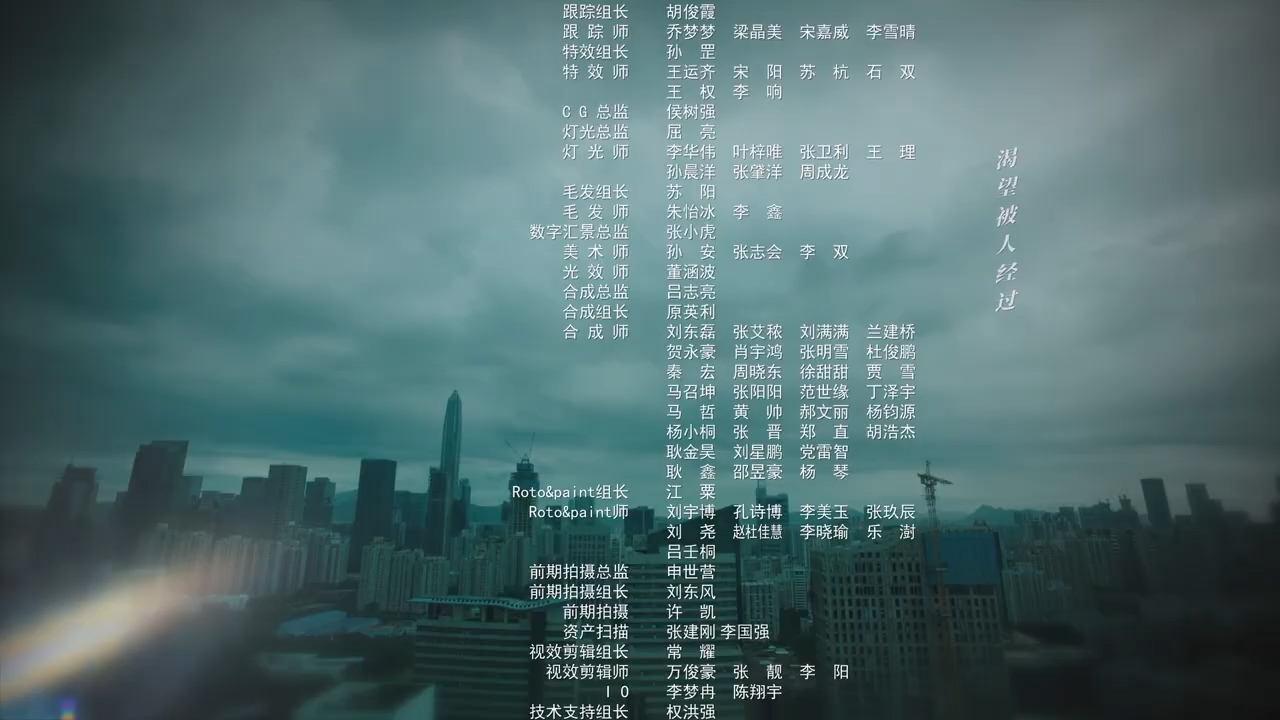 跟踪组长 胡俊霞
跟踪师 乔梦梦 梁晶美 宋嘉威 李雪晴
特效组长 孙罡
特效师 王运齐 宋阳 苏杭 石双
王权 李响
CG总监 侯树强
灯光总监 屈亮
灯光师 李华伟 叶梓唯 张卫利 王理
孙晨洋 张肇洋 周成龙
毛发组长 苏阳
毛发师 朱怡冰 李鑫
数字汇景总监 张小虎
美术师 孙安 张志会 李双
光效师 董涵波
合成总监 吕志亮
合成组长 原英利
合成师 刘东磊 张艾秾 刘满满 兰建桥
贺永豪 肖宇鸿 张明雪 杜俊鹏
秦宏 周晓东 徐甜甜 贾雪
马召坤 张阳阳 范世缘 丁泽宇
马哲 黄帅 郝文丽 杨钧源
杨小桐 张晋 郑直 胡浩杰
耿金昊 刘星鹏 党雷智
耿鑫 邵昱豪 杨琴
Roto&paint组长 江粟
Roto&paint师 刘宇博 孔诗博 李美玉 张玖辰
刘尧 赵杜佳慧 李晓瑜 乐澍
吕壬桐
前期拍摄总监 申世营
前期拍摄组长 刘东风
前期拍摄 许凯
资产扫描 张建刚 李国强
视效剪辑组长 常耀
视效剪辑师 万俊豪 张靓 李阳
IO 李梦冉 陈翔宇
技术支持组长 权洪强
渴望被人经过